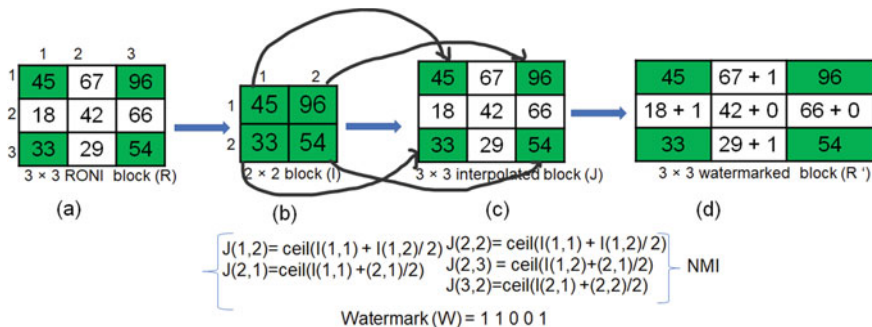 1 2 3
1 45 67 96
2 18 42 66
3 33 29 54
3 × 3 RONI block (R)
(a)
1 2
1 45 96
2 33 54
2 × 2 block (I)
(b)
45 67 96
18 42 66
33 29 54
3 × 3 interpolated block (J)
(c)
45 67 + 1 96
18 + 1 42 + 0 66 + 0
33 29 + 1 54
3 × 3 watermarked block (R ')
(d)
J(1,2)= ceil(I(1,1) + I(1,2)/ 2)
J(2,1)=ceil(I(1,1) +(2,1)/2)
J(2,2)= ceil(I(1,1) + I(1,2)/ 2)
J(2,3) = ceil(I(1,2)+(2,1)/2)
J(3,2)=ceil(I(2,1) +(2,2)/2)
NMI
Watermark (W) = 1 1 0 0 1